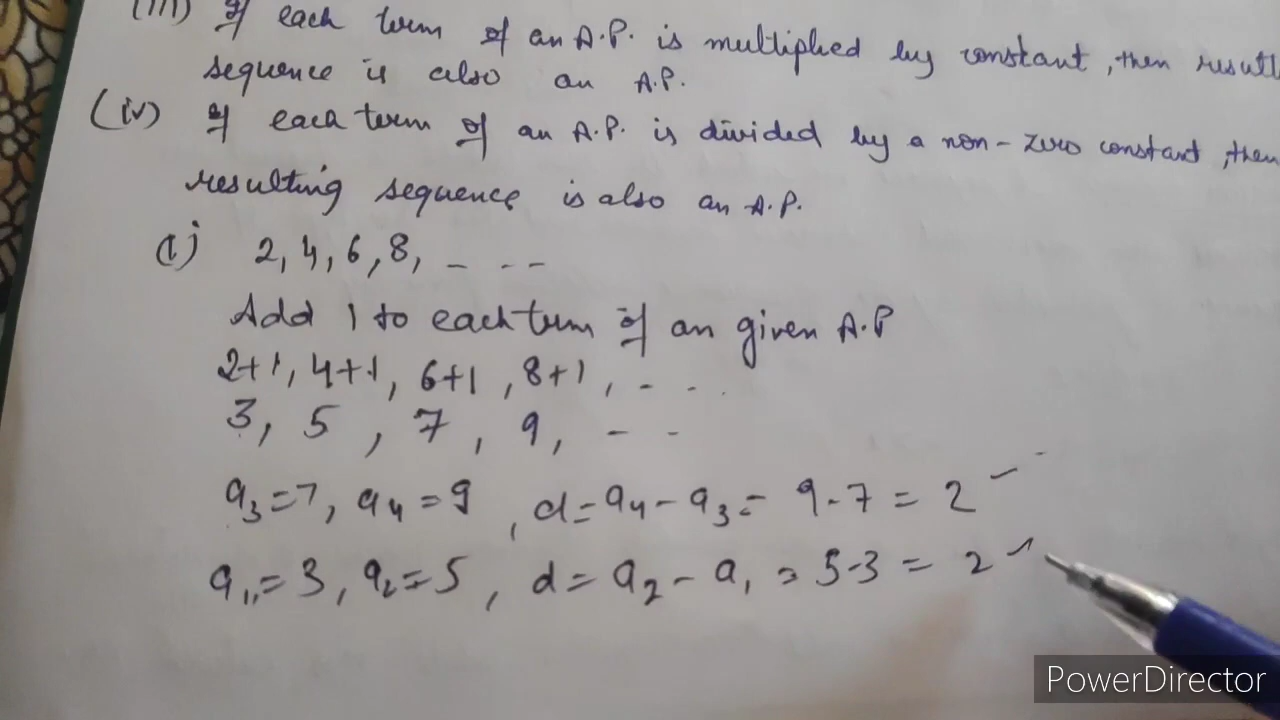 (iii) If each term of an A.P. is multiplied by constant, then
sequence is also an A.P.
(iv) If each term of an A.P. is divided by a non-zero constant, then
resulting sequence is also an A.P.
(i) 2, 4, 6, 8, - - -
Add 1 to each term of an given A.P
2+1, 4+1, 6+1, 8+1, - - .
3, 5, 7, 9, - -
a3=7, a4=9, d=a4-a3= 9-7=2
a1=3, a2=5, d=a2-a1=5-3=2
PowerDirector